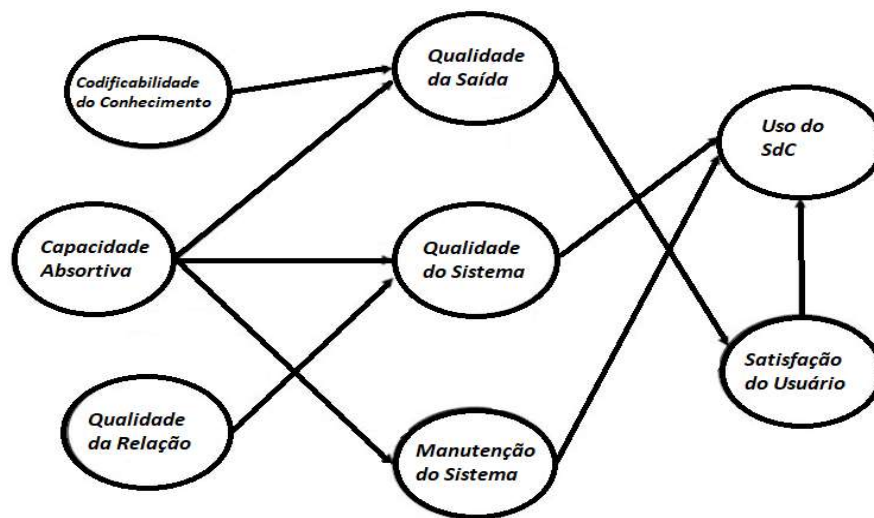 Codificabilidade
do Conhecimento
Qualidade
da Saída
Uso do
SdC
Capacidade
Absortiva
Qualidade
do Sistema
Satisfação
do Usuário
Qualidade
da Relação
Manutenção
do Sistema